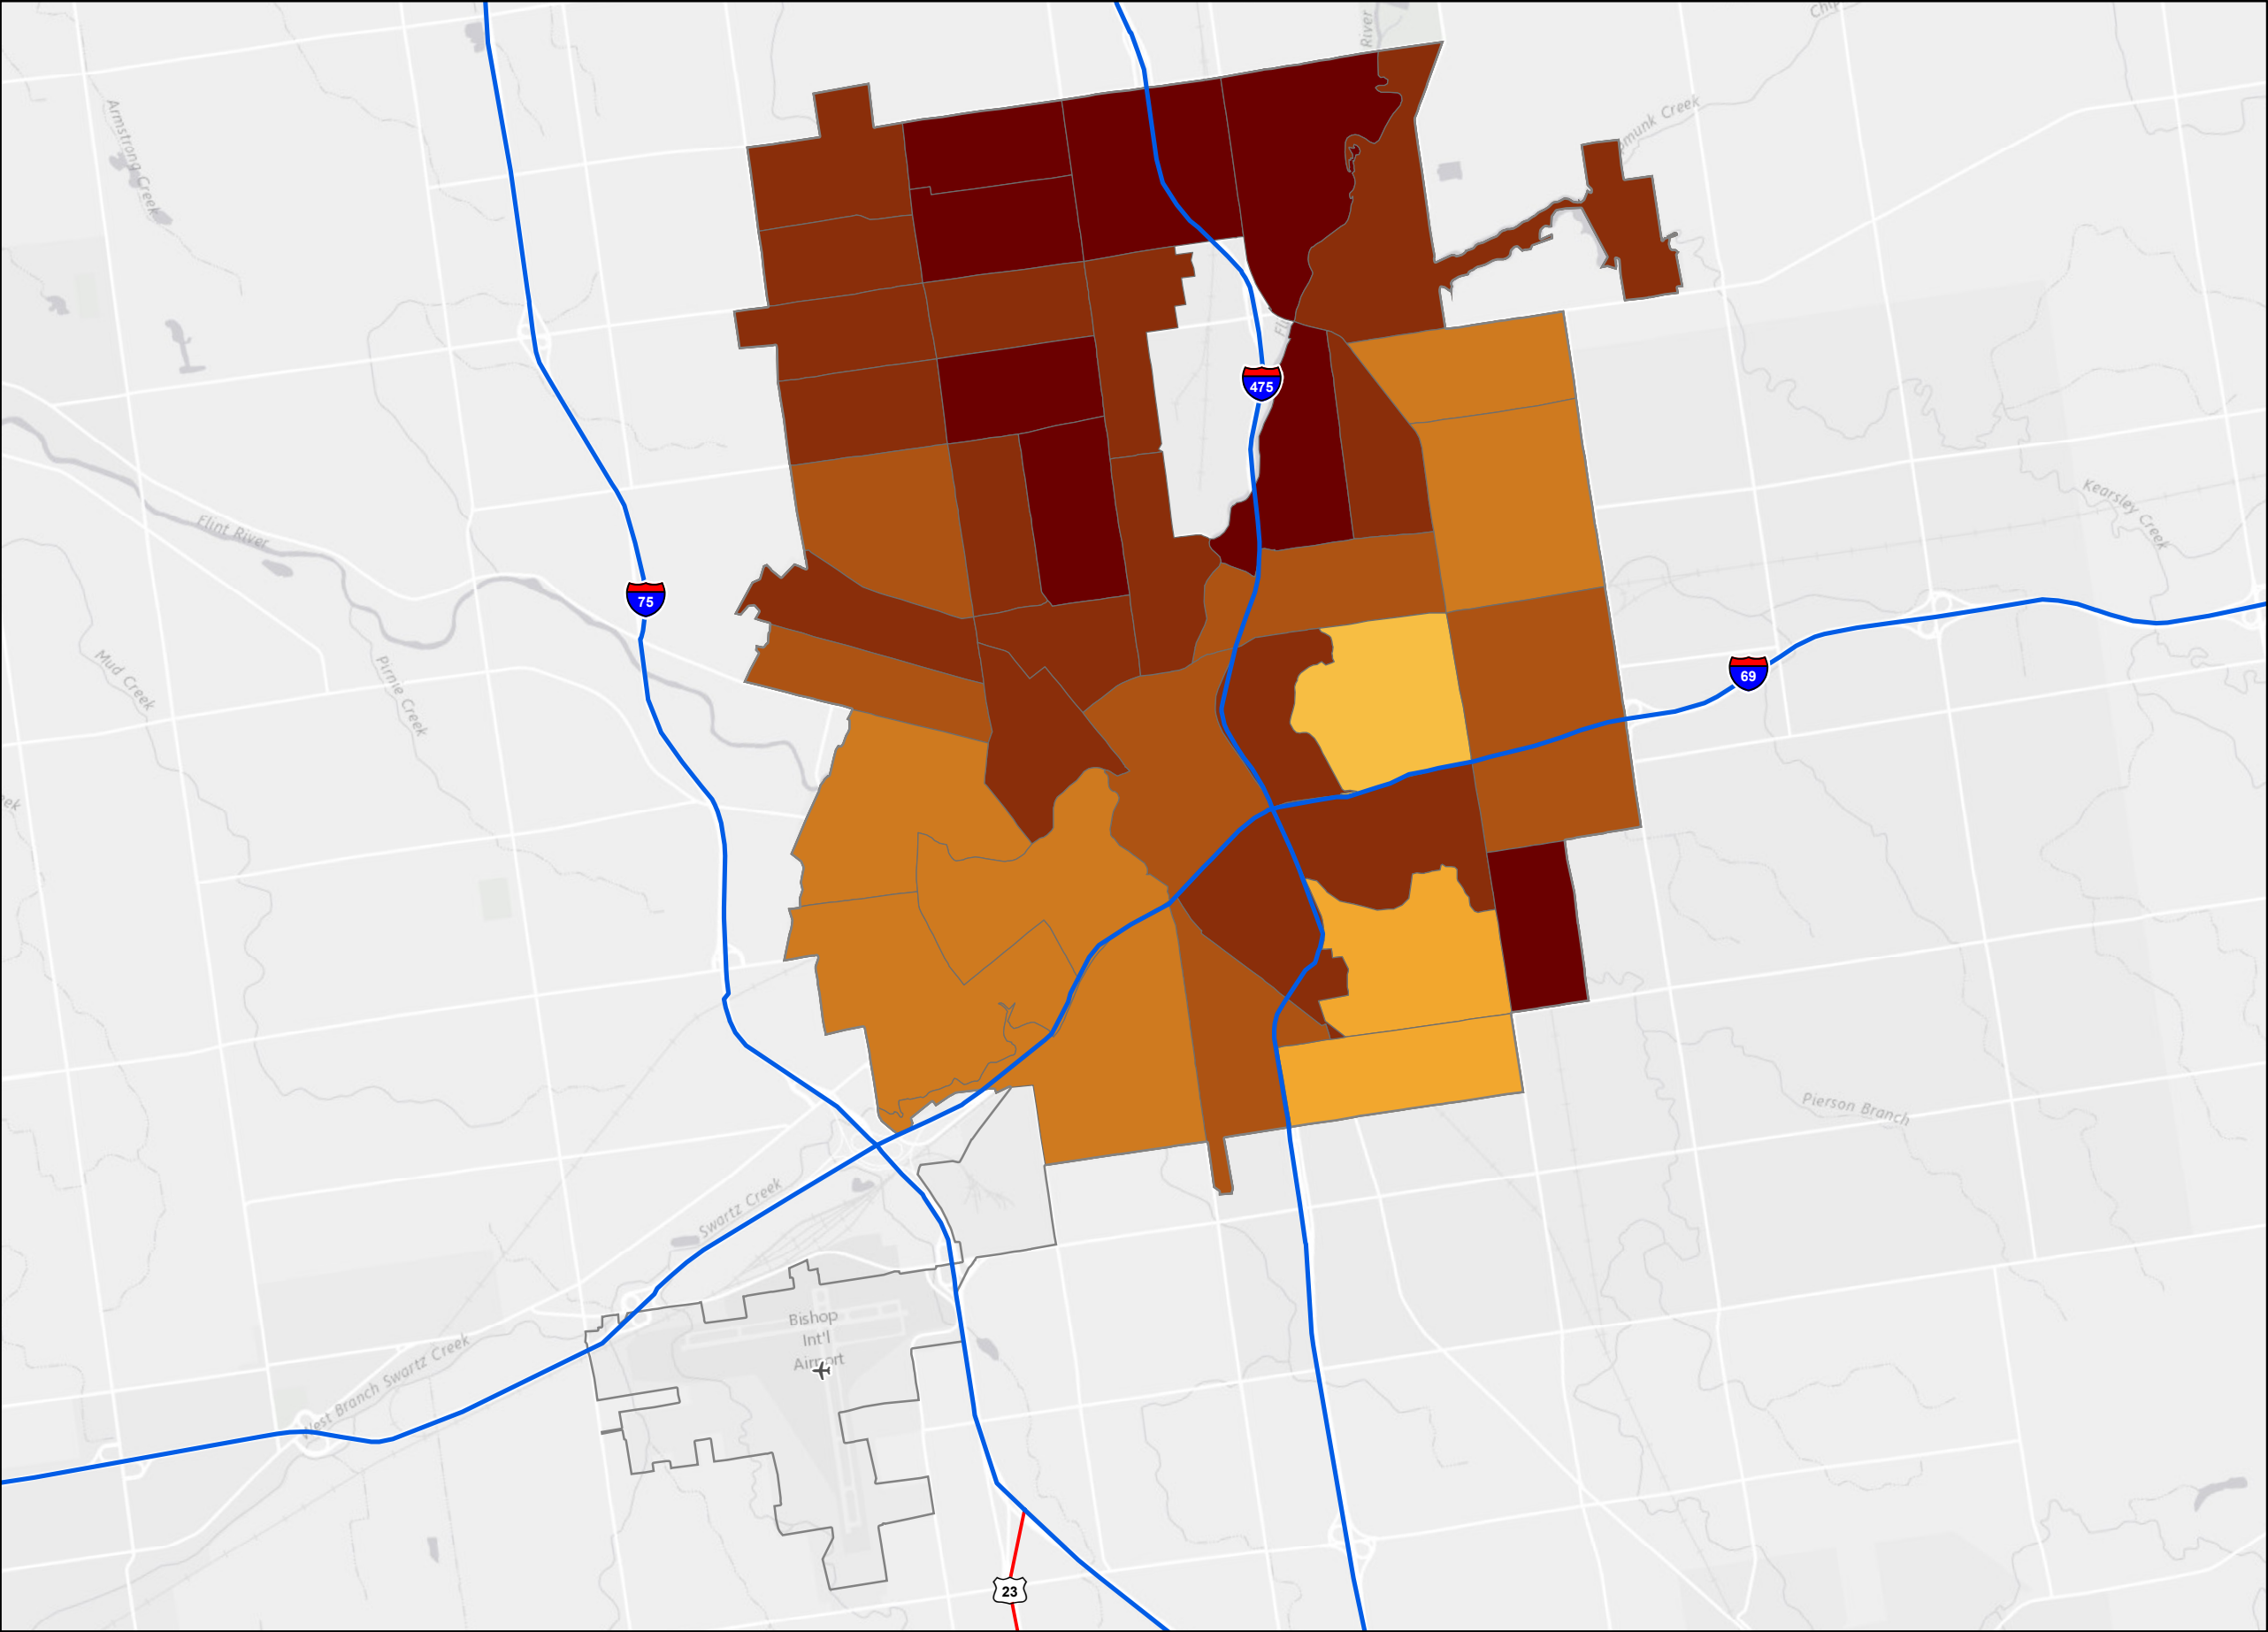 River
Armstrong Creek
Kearsley Creek
Flint River
475
75
69
Mud Creek
Pirnie Creek
Pierson Branch
Swartz Creek
Bishop
Int'l
Airport
West Branch Swartz Creek
23